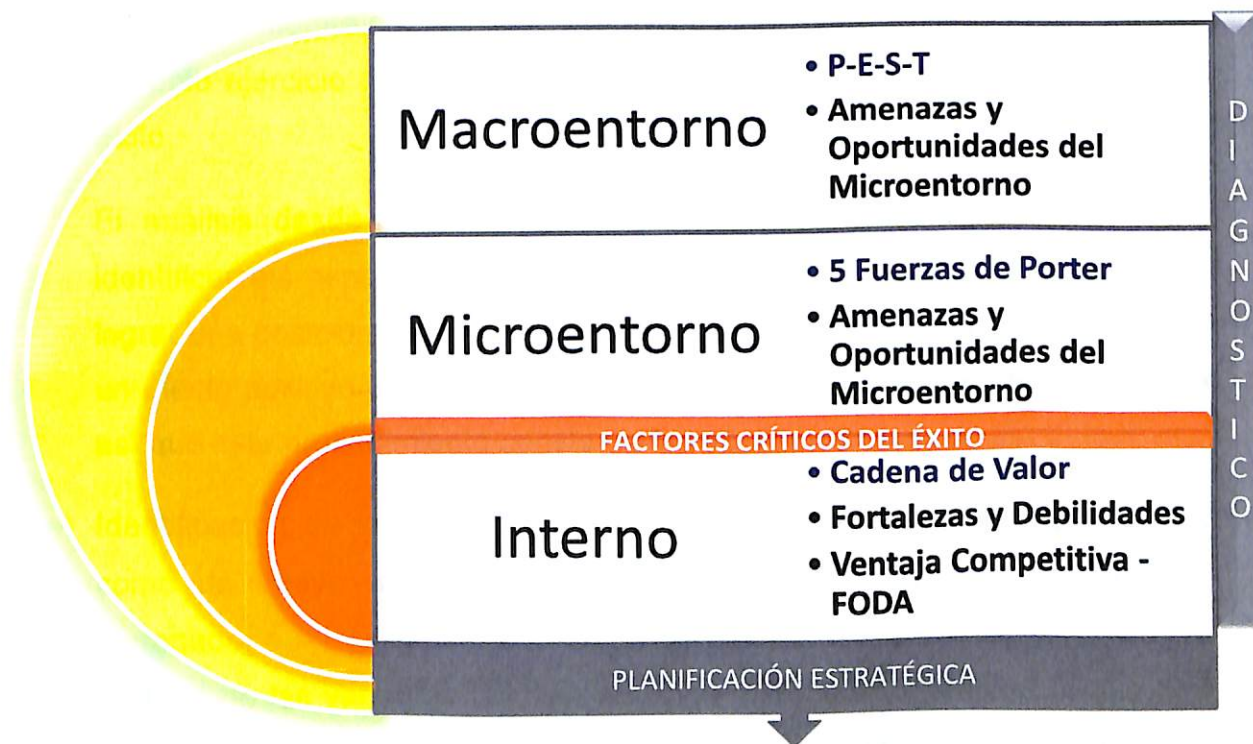 Macroentorno
• P-E-S-T
• Amenazas y
Oportunidades del
Microentorno
Microentorno
• 5 Fuerzas de Porter
• Amenazas y
Oportunidades del
Microentorno
FACTORES CRÍTICOS DEL ÉXITO
Interno
• Cadena de Valor
• Fortalezas y Debilidades
• Ventaja Competitiva -
FODA
PLANIFICACIÓN ESTRATÉGICA
DIAGNOSTICO